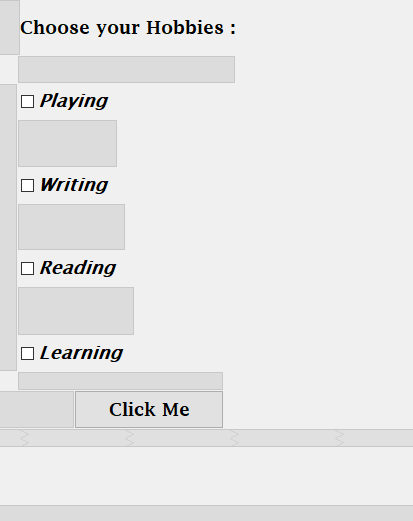 Choose your Hobbies :
Playing
Writing
Reading
Learning
Click Me